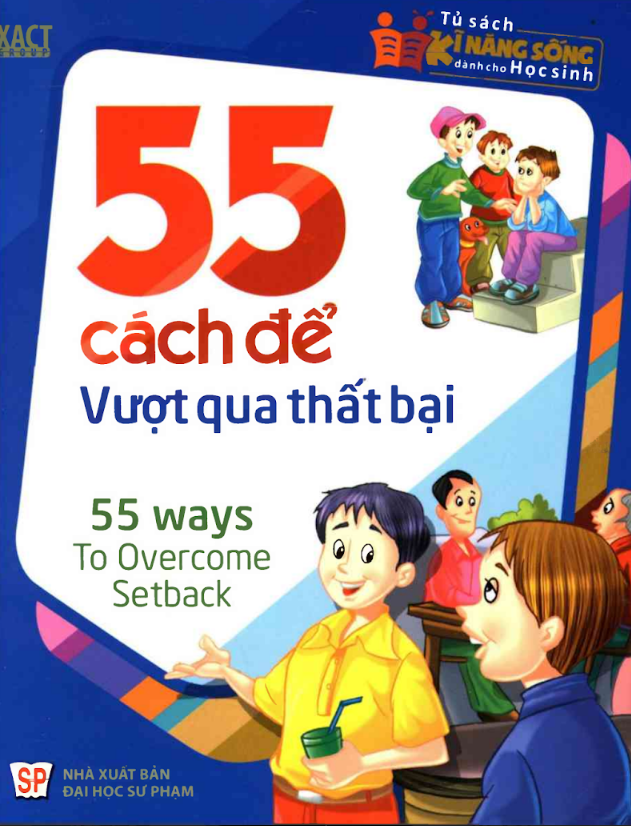 XACT
GROUP
Tủ sách
KĨ NĂNG SỐNG
dành cho Học sinh
55
cách để
Vượt qua thất bại
55 ways
To Overcome
Setback
SP
NHÀ XUẤT BẢN
ĐẠI HỌC SƯ PHẠM